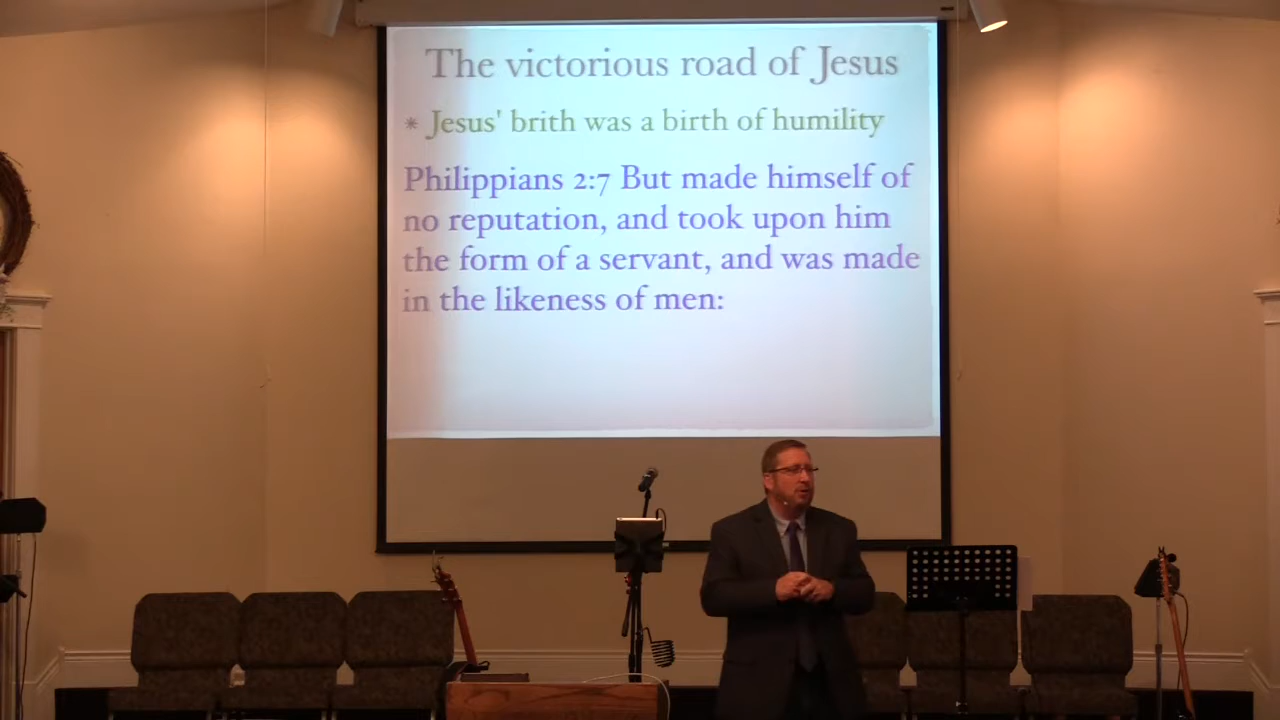 The victorious road of Jesus
* Jesus' brith was a birth of humility
Philippians 2:7 But made himself of
no reputation, and took upon him
the form of a servant, and was made
in the likeness of men: